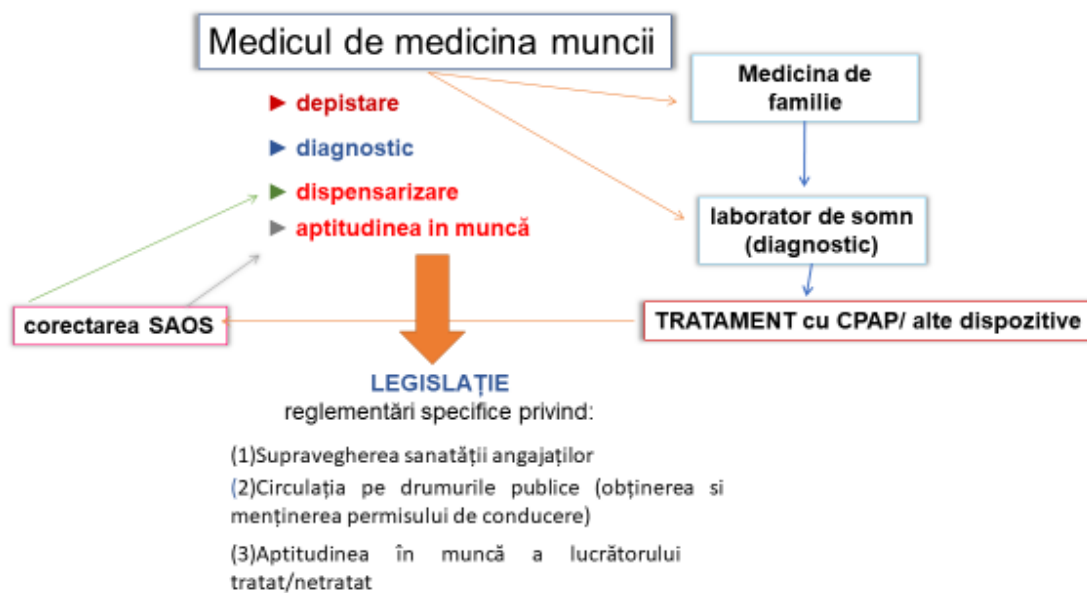 Medicul de medicina muncii
► depistare
► diagnostic
► dispensarizare
► aptitudinea in muncă
Medicina de
familie
laborator de somn
(diagnostic)
TRATAMENT cu CPAP/ alte dispozitive
corectarea SAOS
LEGISLAȚIE
reglementări specifice privind:
(1)Supravegherea sanatății angajaților
(2)Circulația pe drumurile publice (obținerea si
menținerea permisului de conducere)
(3)Aptitudinea în muncă a lucrătorului
tratat/netratat